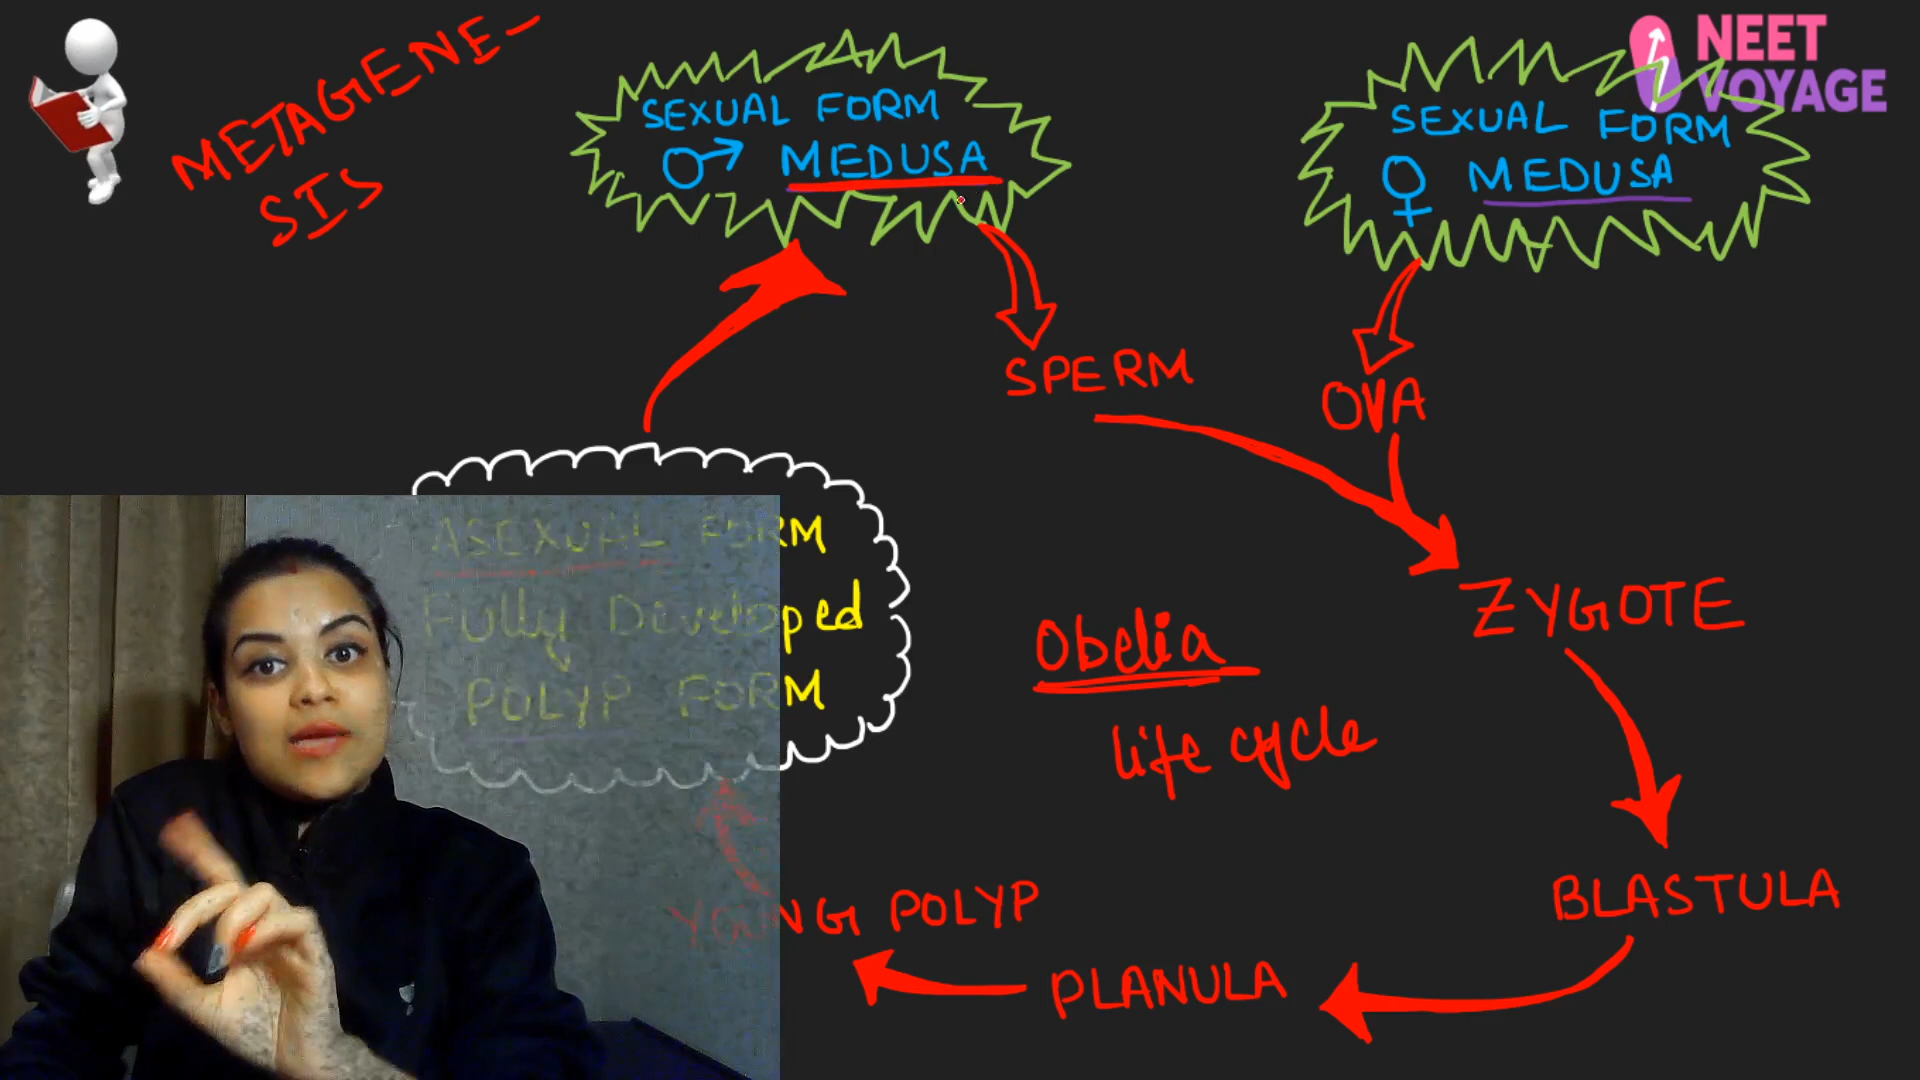 METAGENE-
SIS
SEXUAL FORM
♂ MEDUSA
NEET
VOYAGE
SEXUAL FORM
♀ MEDUSA
SPERM
OVA
ASEXUAL FORM
Fully Developed
POLYP FORM
ZYGOTE
Obelia
life cycle
BLASTULA
YOUNG POLYP
PLANULA